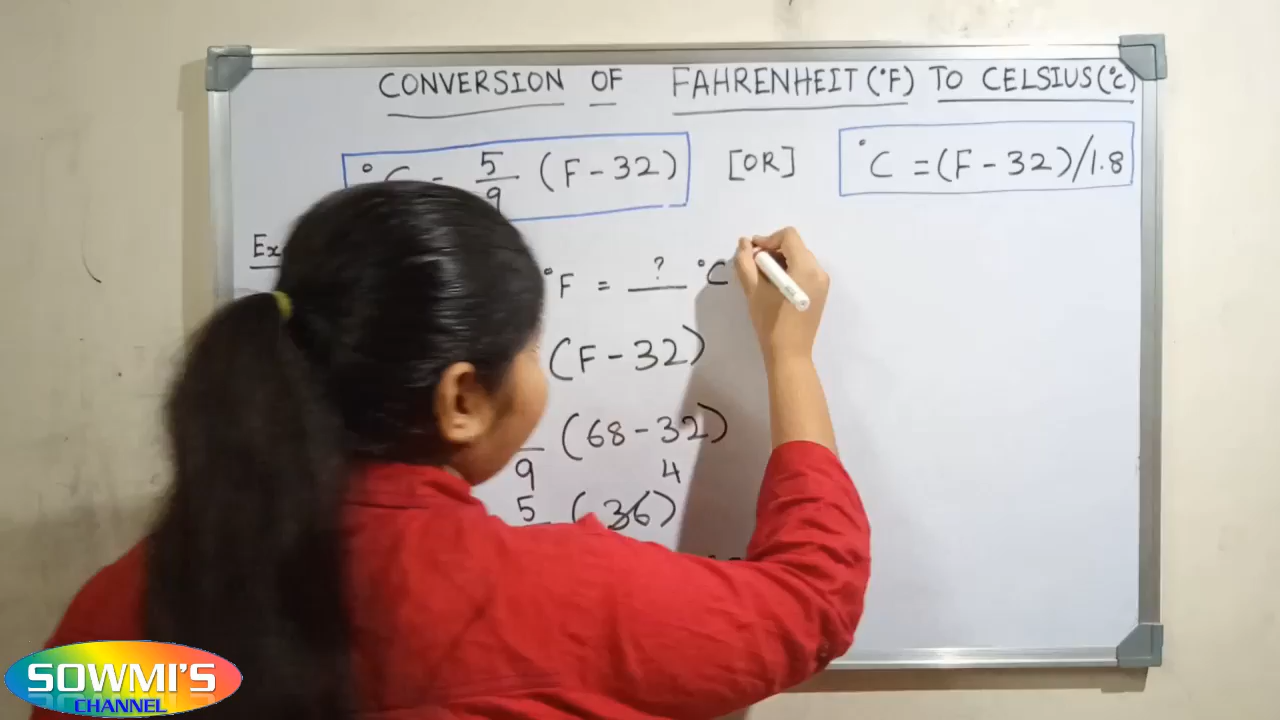 CONVERSION OF FAHRENHEIT (°F) TO CELSIUS (°C)
°C = 5/9 (F - 32) [OR] °C = (F - 32)/1.8
Ex
°F = ? °C
(F - 32)
9 (68 - 32)
4
5 (36)
SOWMI'S
CHANNEL